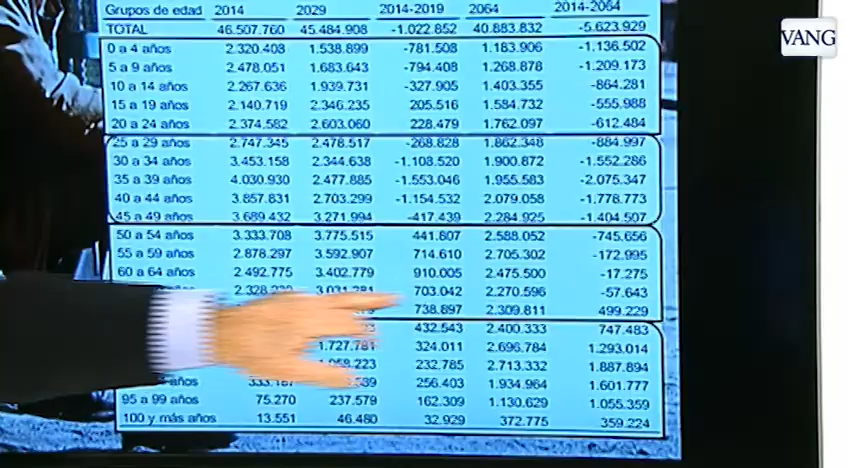 Grupos de edad 2014 2029 2014-2019 2064 2014-2064
TOTAL 46.507.760 45.484.908 -1.022.852 40.883.832 -5.623.929
0 a 4 años 2.320.408 1.538.899 -781.508 1.183.906 -1.136.502
5 a 9 años 2.478.051 1.683.643 -794.408 1.268.878 -1.209.173
10 a 14 años 2.267.636 1.939.731 -327.905 1.403.355 -864.281
15 a 19 años 2.140.719 2.346.235 205.516 1.584.732 -555.988
20 a 24 años 2.374.582 2.603.060 228.479 1.762.097 -612.484
25 a 29 años 2.747.345 2.478.517 -268.828 1.862.348 -884.997
30 a 34 años 3.453.158 2.344.638 -1.108.520 1.900.872 -1.552.286
35 a 39 años 4.030.930 2.477.885 -1.553.046 1.955.583 -2.075.347
40 a 44 años 3.857.831 2.703.299 -1.154.532 2.079.058 -1.778.773
45 a 49 años 3.689.432 3.271.994 -417.439 2.284.925 -1.404.507
50 a 54 años 3.333.708 3.775.515 441.807 2.588.052 -745.656
55 a 59 años 2.878.297 3.592.907 714.610 2.705.302 -172.995
60 a 64 años 2.492.775 3.402.779 910.005 2.475.500 -17.275
años 703.042 2.270.596 -57.643
738.897 2.309.811 499.229
432.543 2.400.333 747.483
1.727.781 324.011 2.696.784 1.293.014
232.785 2.713.332 1.887.894
años 256.403 1.934.964 1.601.777
95 a 99 años 75.270 237.579 162.309 1.130.629 1.055.359
100 y más años 13.551 46.480 32.929 372.775 359.224
VANG